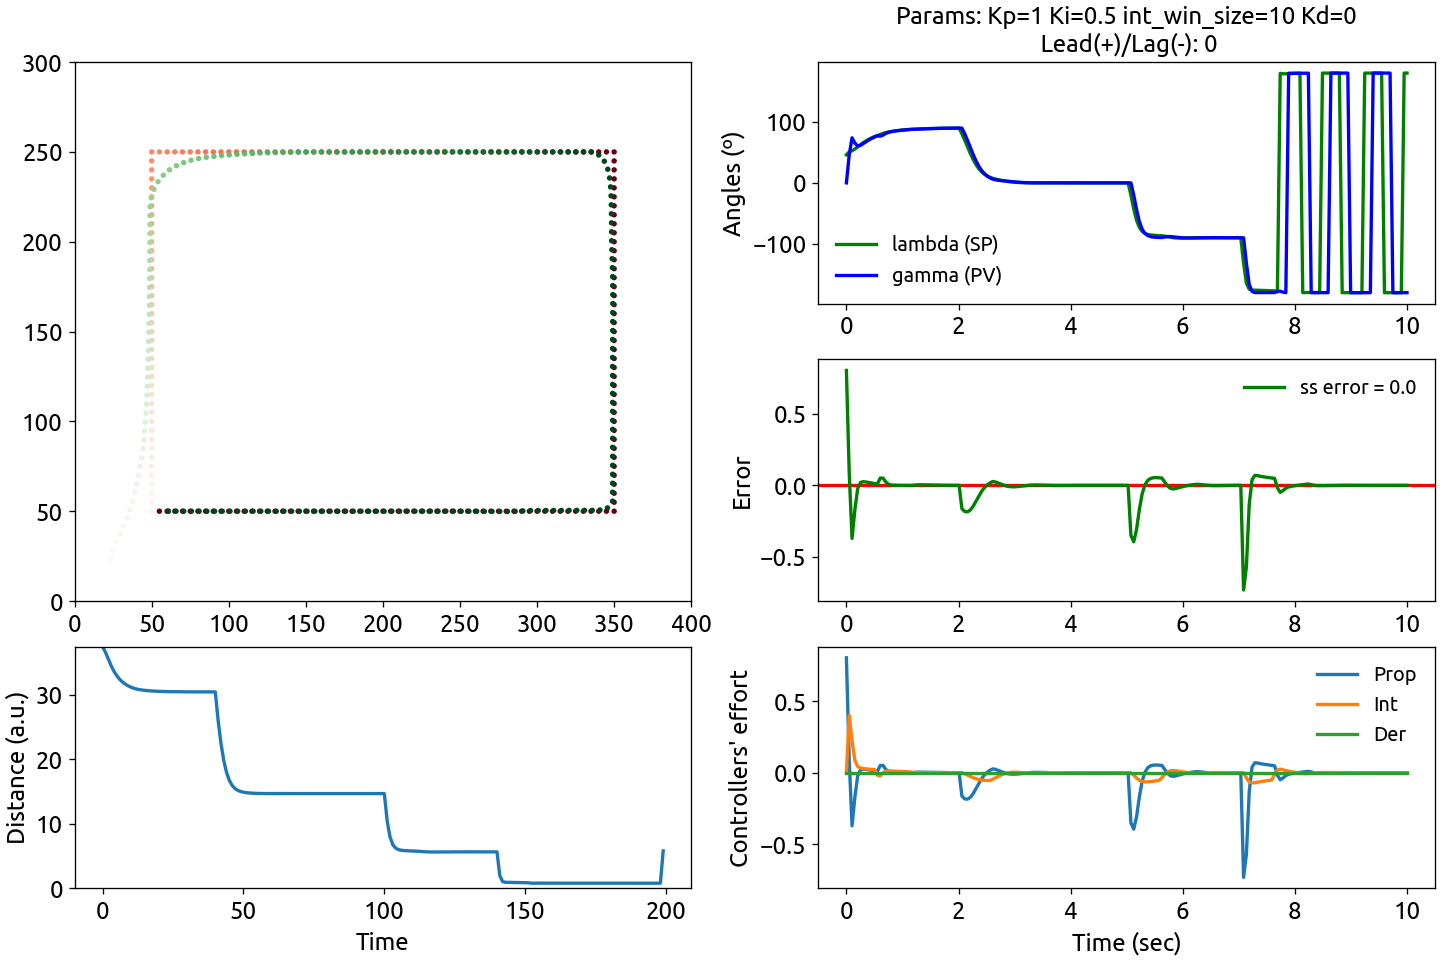 Params: Kp=1 Ki=0.5 int_win_size=10 Kd=0
Lead(+)/Lag(-): 0
300
250
200
150
100
50
0
0 50 100 150 200 250 300 350 400
Angles (º)
100
0
−100
lambda (SP)
gamma (PV)
0 2 4 6 8 10
Error
0.5
0.0
−0.5
ss error = 0.0
0 2 4 6 8 10
Distance (a.u.)
30
20
10
0
0 50 100 150 200
Time
Controllers' effort
0.5
0.0
−0.5
Prop
Int
Der
0 2 4 6 8 10
Time (sec)